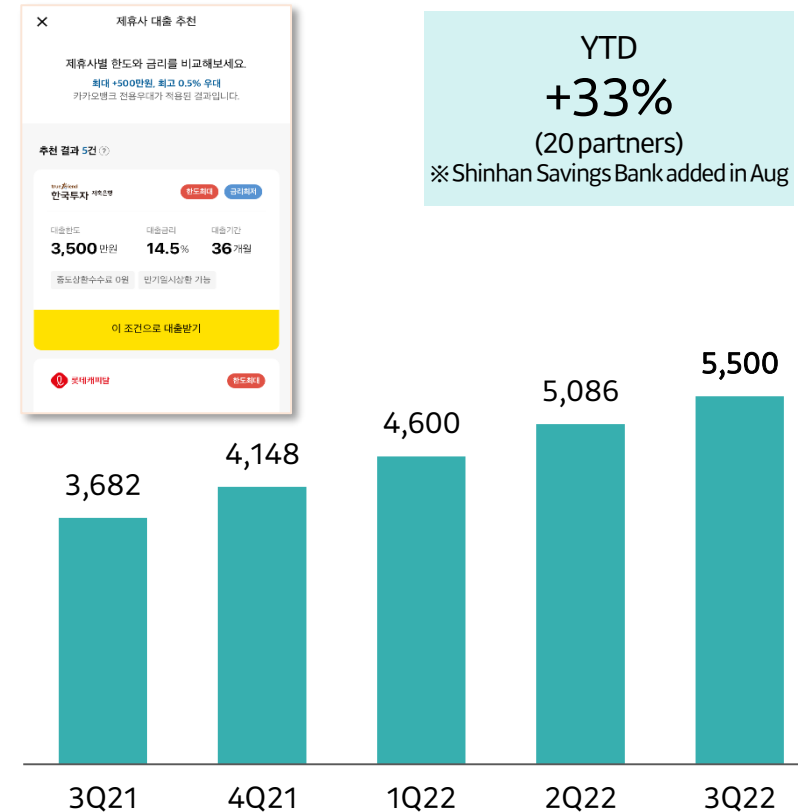 ×
제휴사 대출 추천
제휴사별 한도와 금리를 비교해보세요.
최대 +500만원, 최고 0.5% 우대
카카오뱅크 전용우대가 적용된 결과입니다.
추천 결과 5건 ?
true friend
한국투자 저축은행
한도최대 금리최저
대출한도 대출금리 대출기간
3,500 만원 14.5% 36 개월
중도상환수수료 0원 만기일시상환 가능
이 조건으로 대출받기
롯데캐피탈
한도최대
YTD
+33%
(20 partners)
※ Shinhan Savings Bank added in Aug
3,682 4,148 4,600 5,086 5,500
3Q21 4Q21 1Q22 2Q22 3Q22